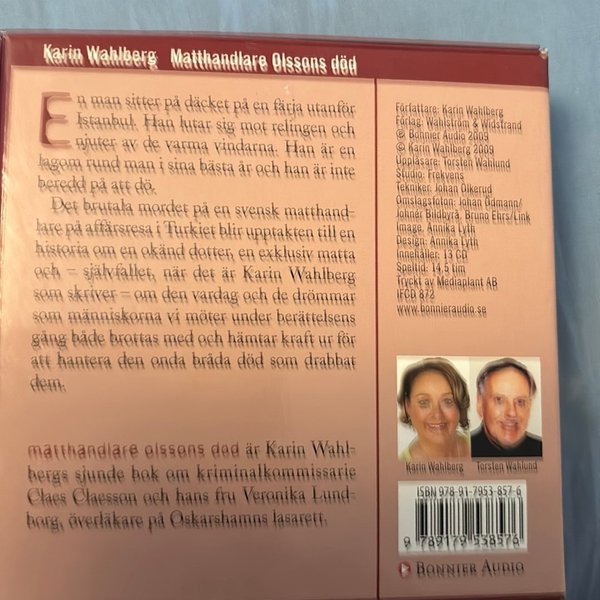 Karin Wahlberg Matthandlare Olssons död
En man sitter på däcket på en färja utanför
Istanbul. Han lutar sig mot relingen och
njuter av de varma vindarna. Han är en
lagom rund man i sina bästa år och han är inte
beredd på att dö.
Det brutala mordet på en svensk matthand-
lare på affärsresa i Turkiet blir upptakten till en
historia om en okänd dotter, en exklusiv matta
och – självfallet, när det är Karin Wahlberg
som skriver – om den vardag och de drömmar
som människorna vi möter under berättelsens
gång både brottas med och hämtar kraft ur för
att hantera den onda bråda död som drabbat
dem.
matthandlare olssons död är Karin Wahl-
bergs sjunde bok om kriminalkommissarie
Claes Claesson och hans fru Veronika Lund-
borg, överläkare på Oskarshamns lasarett.
Författare: Karin Wahlberg
Förlag: Wahlström & Widstrand
℗ Bonnier Audio 2009
© Karin Wahlberg 2009
Uppläsare: Torsten Wahlund
Studio: Frekvens
Tekniker: Johan Ölkerud
Omslagsfoton: Johan Ödmann/
Johnér Bildbyrå, Bruno Ehrs/Link
Image, Annika Lyth
Design: Annika Lyth
Innehåller: 13 CD
Speltid: 14,5 tim
Tryckt av Mediaplant AB
IFCD 872
www.bonnieraudio.se
Karin Wahlberg Torsten Wahlund
ISBN 978-91-7953-857-6
9 789179 538576
BONNIER AUDIO